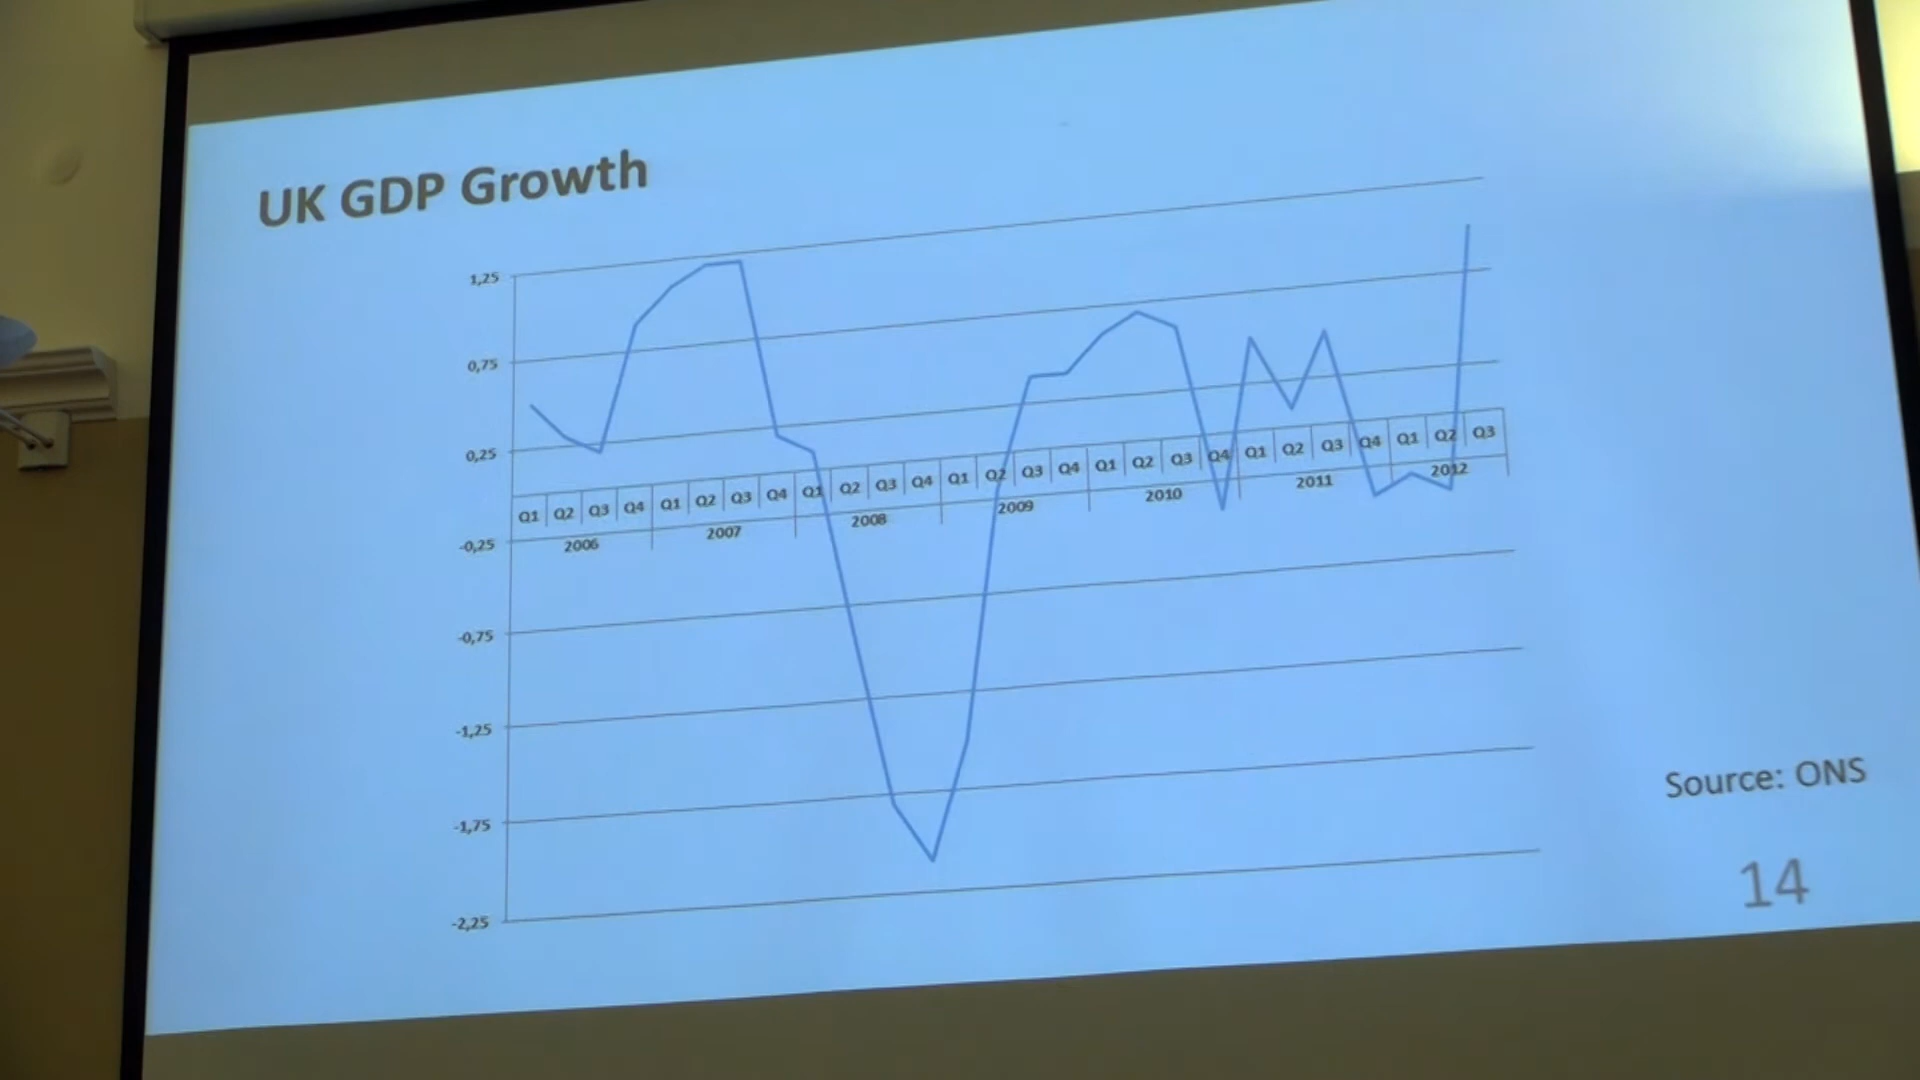 UK GDP Growth
1,25
0,75
0,25
-0,25
-0,75
-1,25
-1,75
-2,25
Q1 Q2 Q3 Q4 Q1 Q2 Q3 Q4 Q1 Q2 Q3 Q4 Q1 Q2 Q3 Q4 Q1 Q2 Q3 Q4 Q1 Q2 Q3 Q4 Q1 Q2 Q3
2006 2007 2008 2009 2010 2011 2012
Source: ONS
14